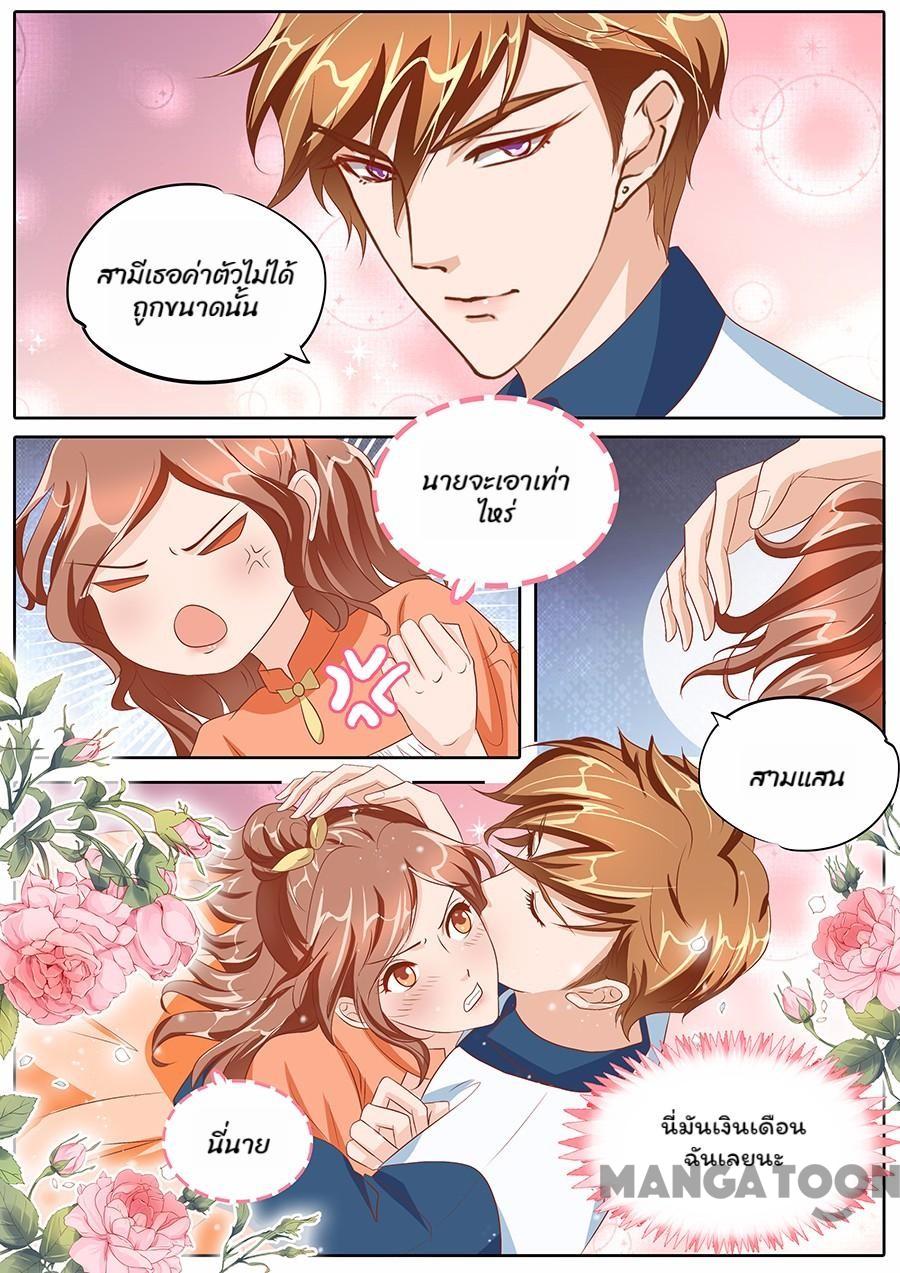 สามีเธอค่าตัวไม่ได้
ถูกขนาดนั้น
นายจะเอาเท่า
ไหร่
สามแสน
นี่นาย
นี่มันเงินเดือน
ฉันเลยนะ
MANGATOON